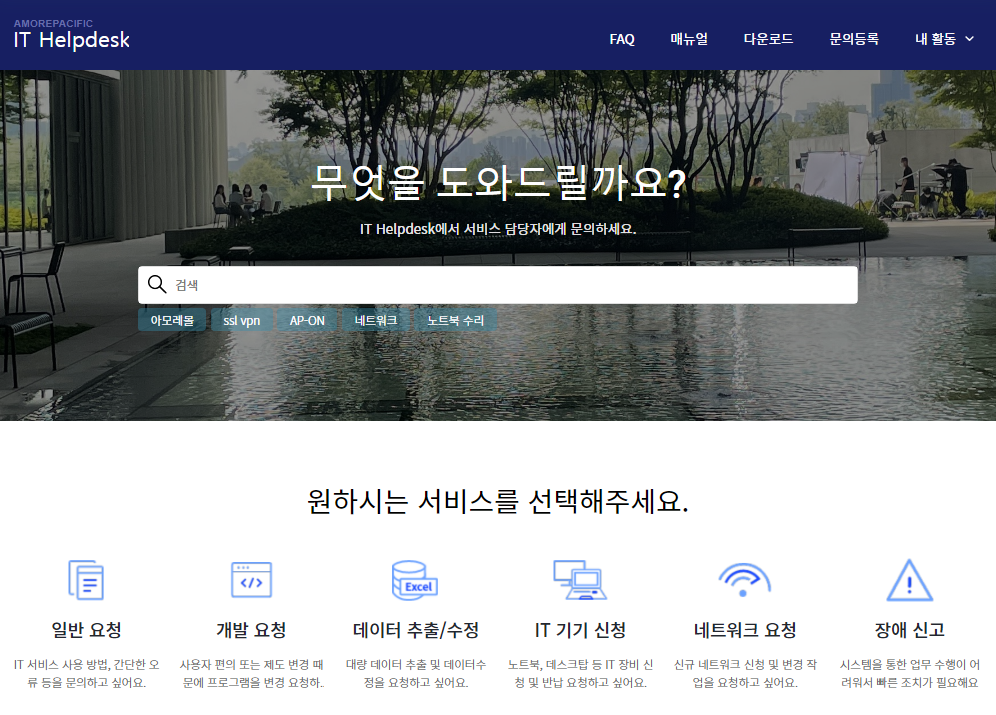 AMOREPACIFIC
IT Helpdesk
FAQ 매뉴얼 다운로드 문의등록 내 활동
무엇을 도와드릴까요?
IT Helpdesk에서 서비스 담당자에게 문의하세요.
검색
아모레몰 ssl vpn AP-ON 네트워크 노트북 수리
원하시는 서비스를 선택해주세요.
Excel
일반 요청
IT 서비스 사용 방법, 간단한 오
류 등을 문의하고 싶어요.
개발 요청
사용자 편의 또는 제도 변경 때
문에 프로그램을 변경 요청하..
데이터 추출/수정
대량 데이터 추출 및 데이터수
정을 요청하고 싶어요.
IT 기기 신청
노트북, 데스크탑 등 IT 장비 신
청 및 반납 요청하고 싶어요.
네트워크 요청
신규 네트워크 신청 및 변경 작
업을 요청하고 싶어요.
장애 신고
시스템을 통한 업무 수행이 어
려워서 빠른 조치가 필요해요